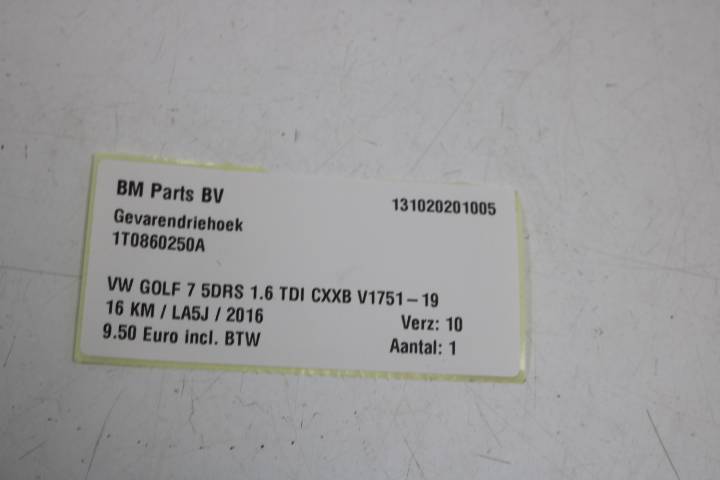 BM Parts BV 131020201005
Gevarendriehoek
1T0860250A
VW GOLF 7 5DRS 1.6 TDI CXXB V1751-19
16 KM / LA5J / 2016 Verz: 10
9.50 Euro incl. BTW Aantal: 1